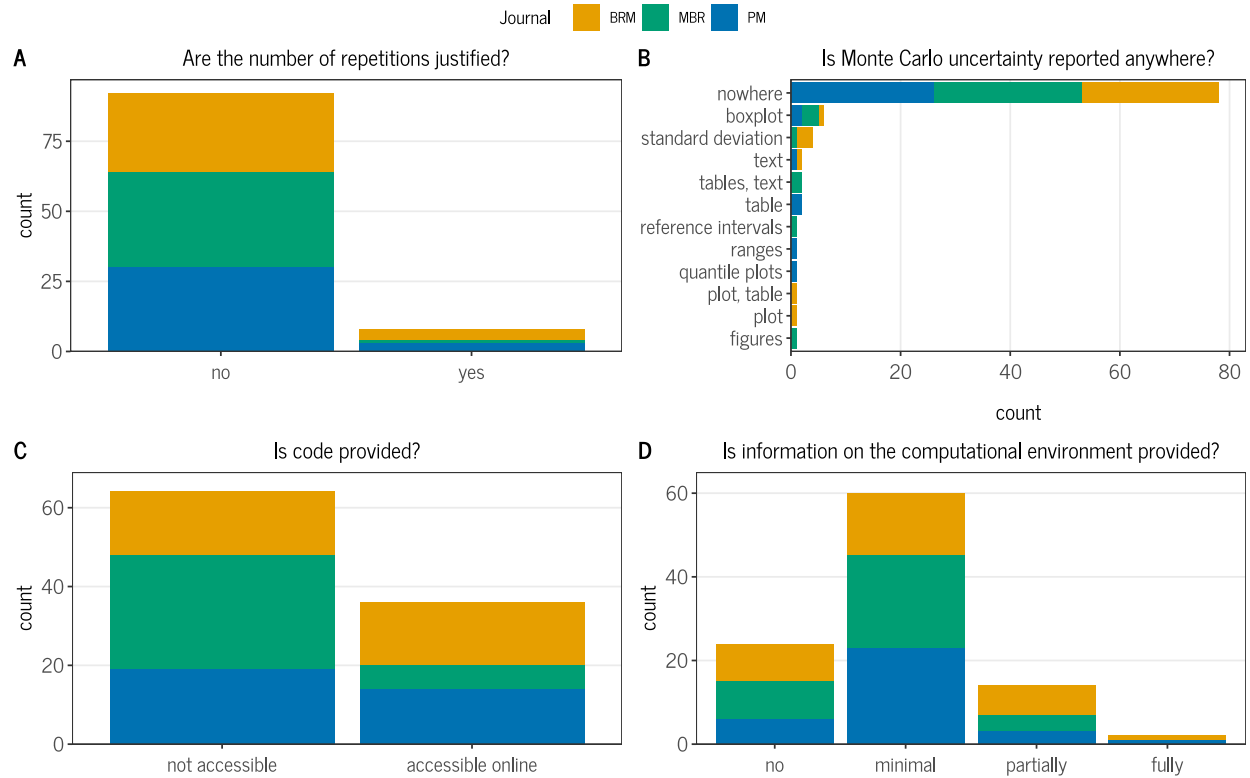 Journal BRM MBR PM
A Are the number of repetitions justified?
count
75
50
25
0
no yes
B Is Monte Carlo uncertainty reported anywhere?
nowhere
boxplot
standard deviation
text
tables, text
table
reference intervals
ranges
quantile plots
plot, table
plot
figures
0 20 40 60 80
count
C Is code provided?
count
60
40
20
0
not accessible accessible online
D Is information on the computational environment provided?
count
60
40
20
0
no minimal partially fully